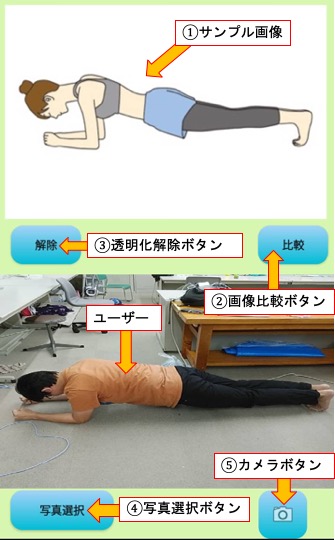 ①サンプル画像
解除
③透明化解除ボタン
比較
②画像比較ボタン
ユーザー
⑤カメラボタン
写真選択
④写真選択ボタン